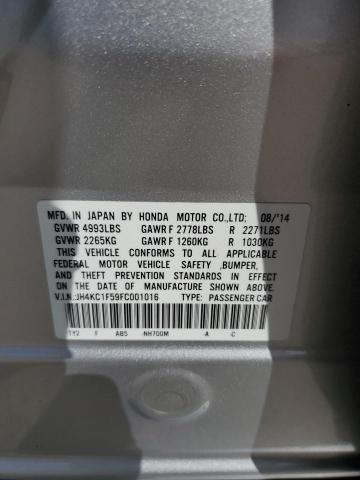 MFD. IN JAPAN BY HONDA MOTOR CO.,LTD; 08/'14
GVWR 4993LBS GAWR F 2778LBS R 2271LBS
GVWR 2265KG GAWR F 1260KG R 1030KG
THIS VEHICLE CONFORMS TO ALL APPLICABLE
FEDERAL MOTOR VEHICLE SAFETY ,BUMPER,
AND THEFT PREVENTION STANDARDS IN EFFECT
ON THE DATE OF MANUFACTURE SHOWN ABOVE.
V.I.N.:JH4KC1F59FC001016 TYPE: PASSENGER CAR
TY2 F ABS NH700M A -C